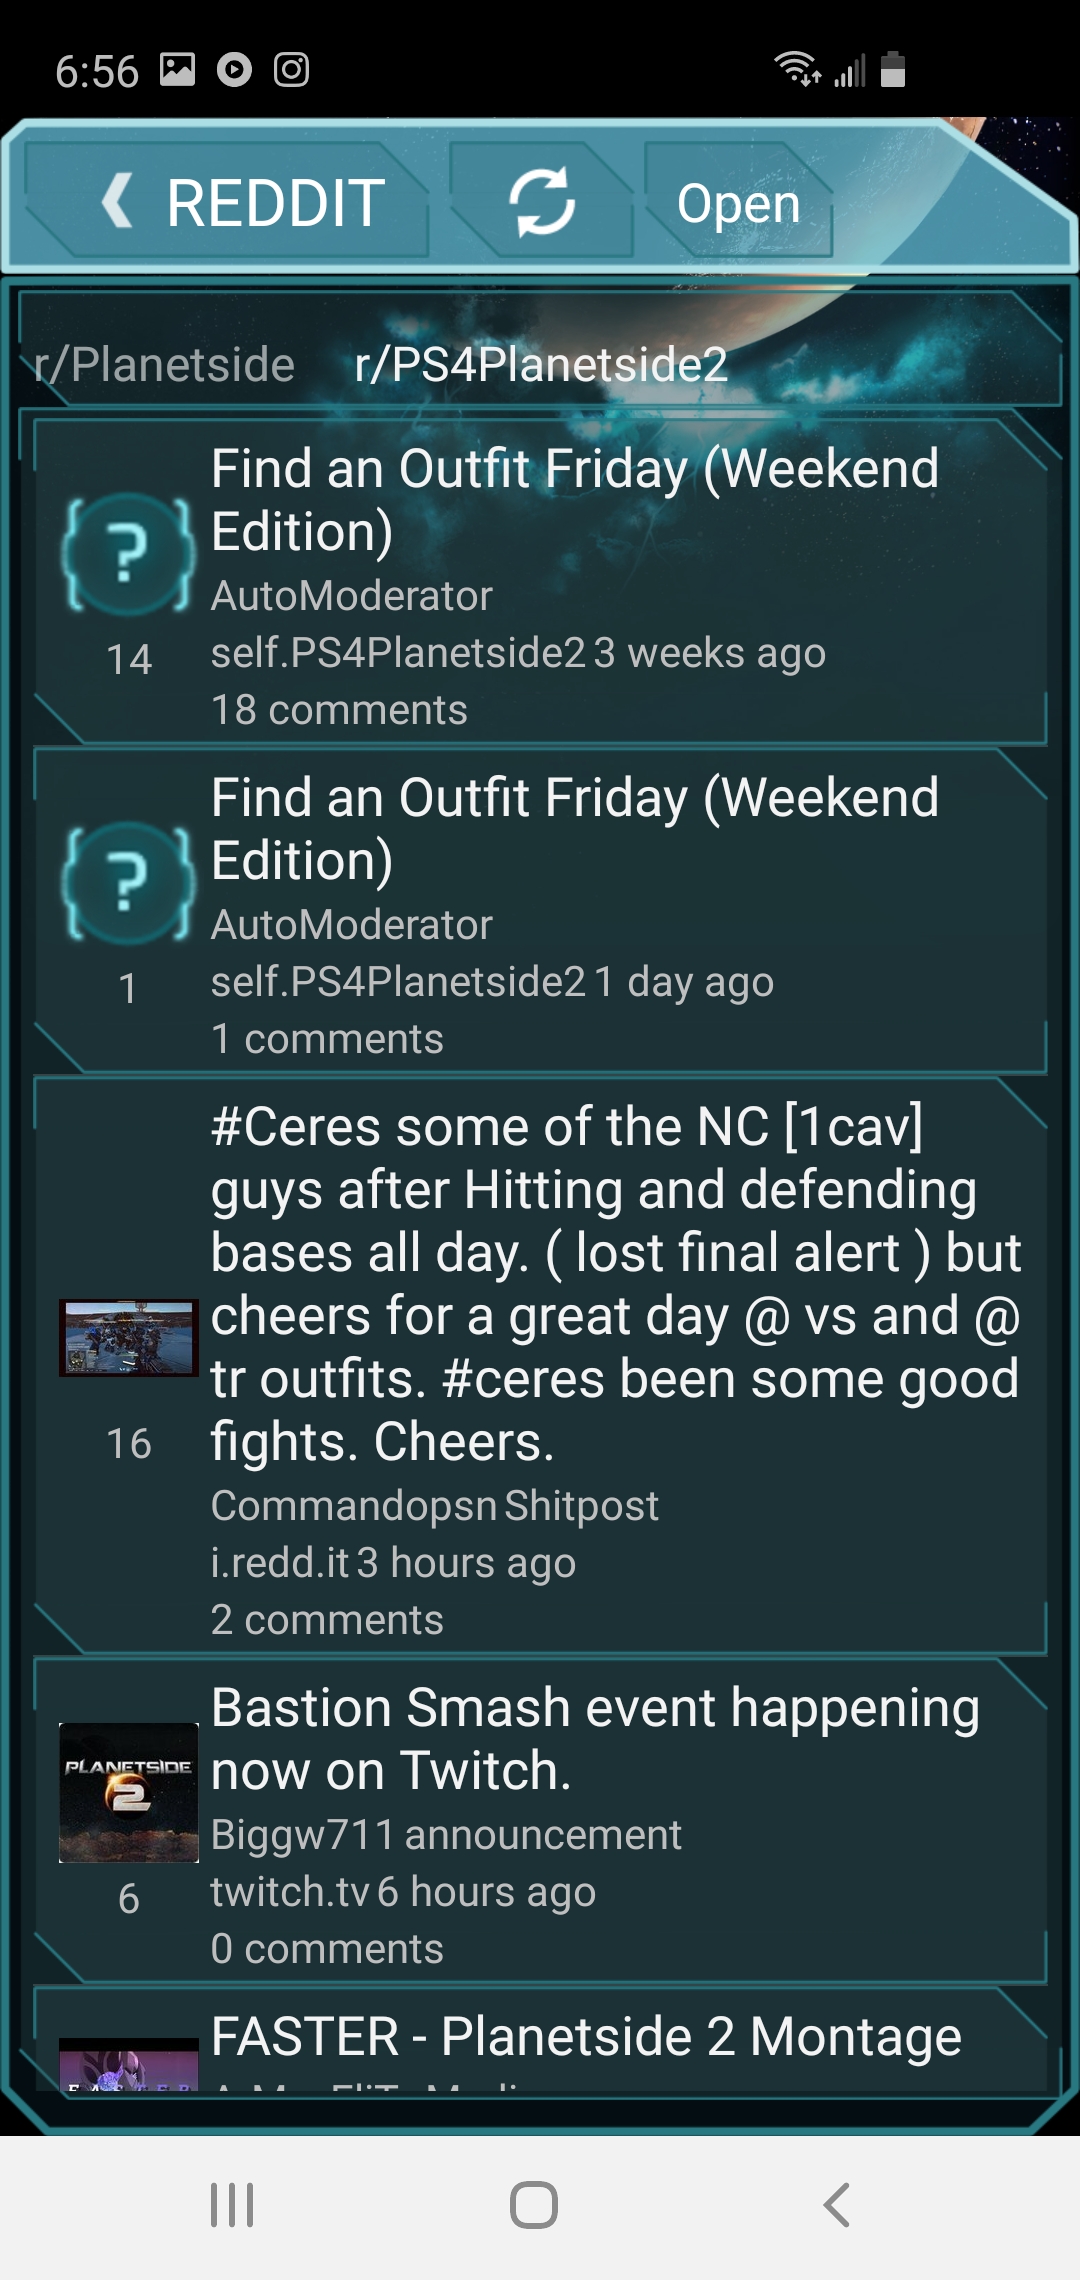 6:56
REDDIT
Open
r/Planetside r/PS4Planetside2
Find an Outfit Friday (Weekend
Edition)
AutoModerator
self.PS4Planetside2 3 weeks ago
14
18 comments
Find an Outfit Friday (Weekend
Edition)
AutoModerator
self.PS4Planetside2 1 day ago
1
1 comments
#Ceres some of the NC [1cav]
guys after Hitting and defending
bases all day. ( lost final alert ) but
cheers for a great day @ vs and @
tr outfits. #ceres been some good
fights. Cheers.
16
Commandopsn Shitpost
i.redd.it 3 hours ago
2 comments
Bastion Smash event happening
now on Twitch.
PLANETSIDE
2
Biggw711 announcement
twitch.tv 6 hours ago
6
0 comments
FASTER - Planetside 2 Montage